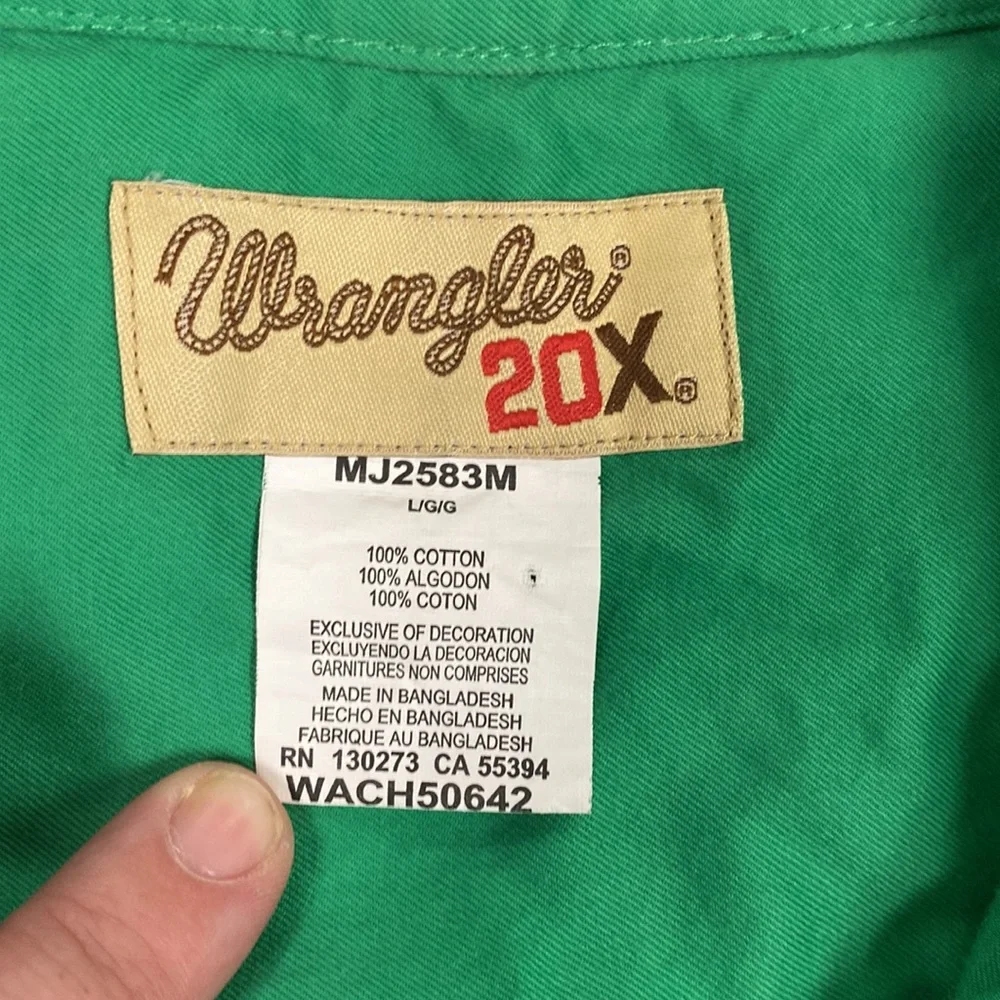 Wrangler®
20X®
MJ2583M
L/G/G
100% COTTON
100% ALGODON
100% COTON
EXCLUSIVE OF DECORATION
EXCLUYENDO LA DECORACION
GARNITURES NON COMPRISES
MADE IN BANGLADESH
HECHO EN BANGLADESH
FABRIQUE AU BANGLADESH
RN 130273 CA 55394
WACH50642